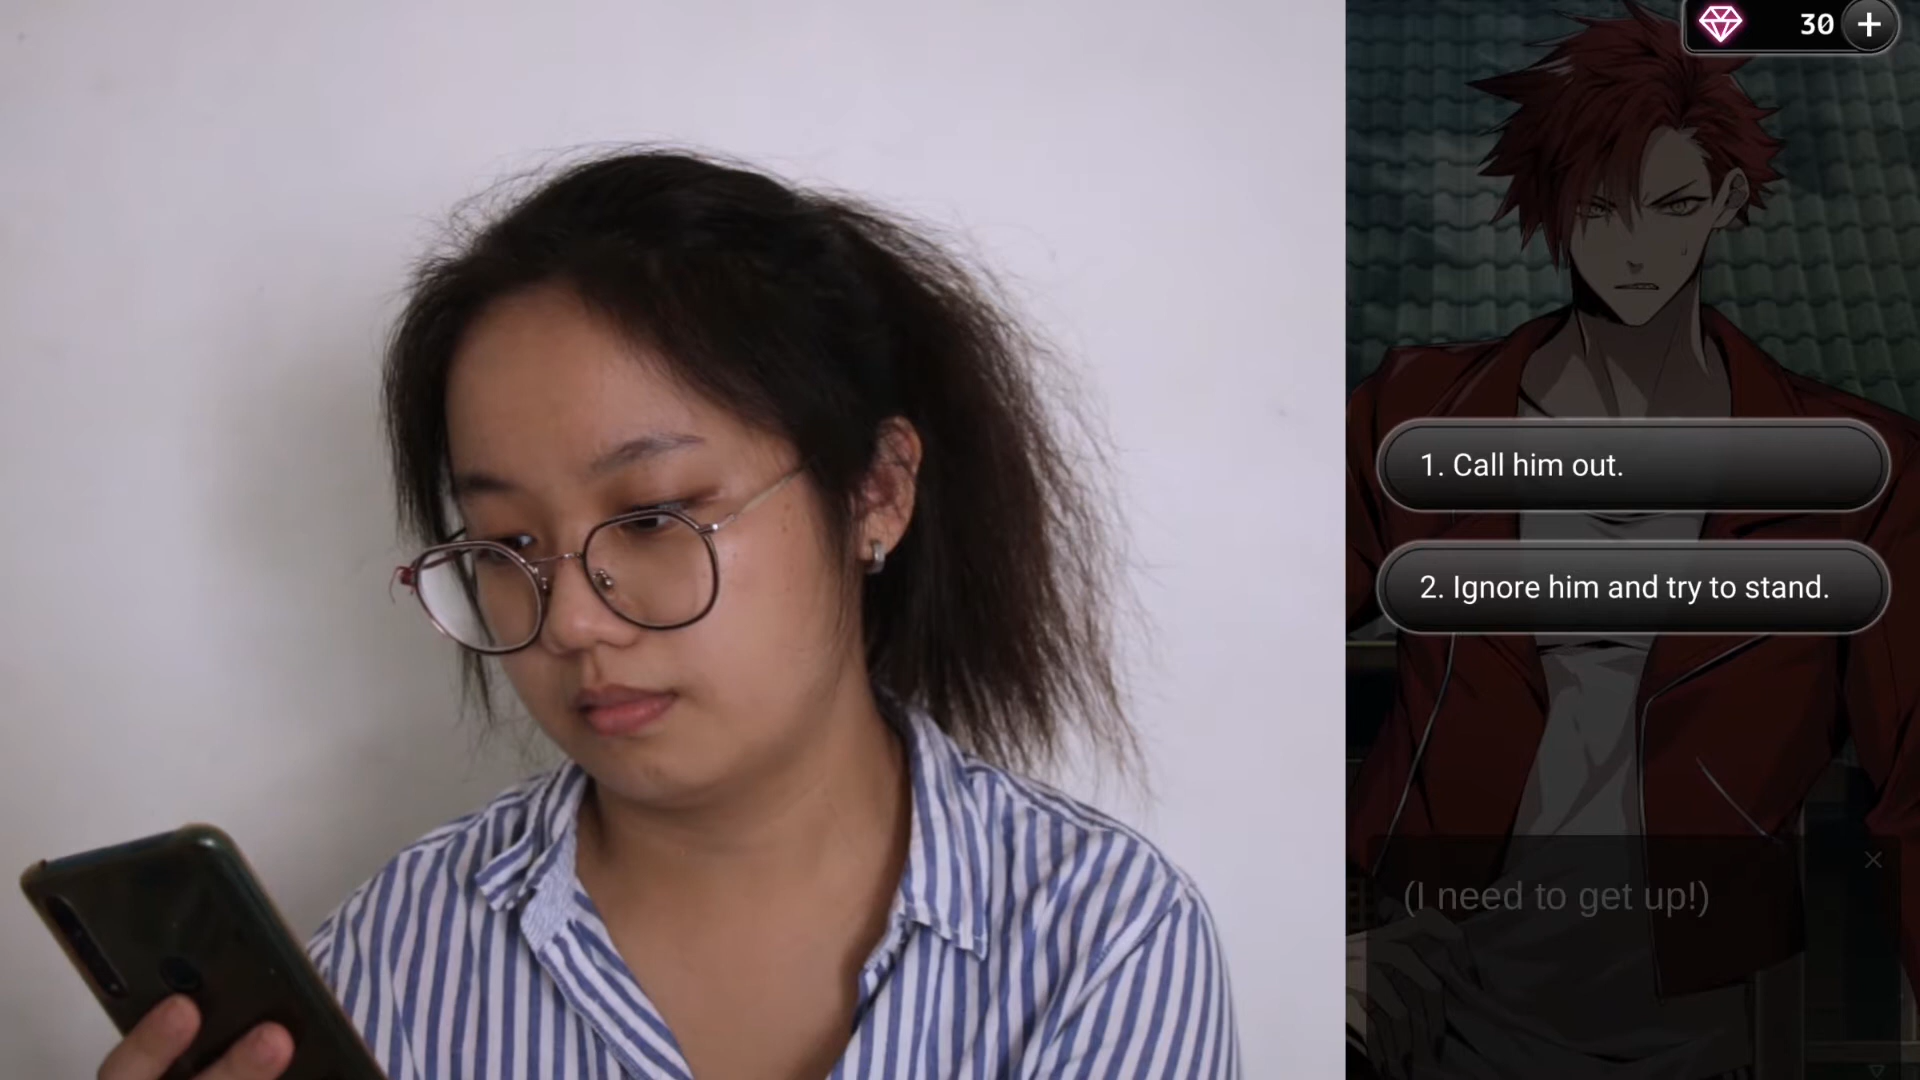 30
1. Call him out.
2. Ignore him and try to stand.
(I need to get up!)